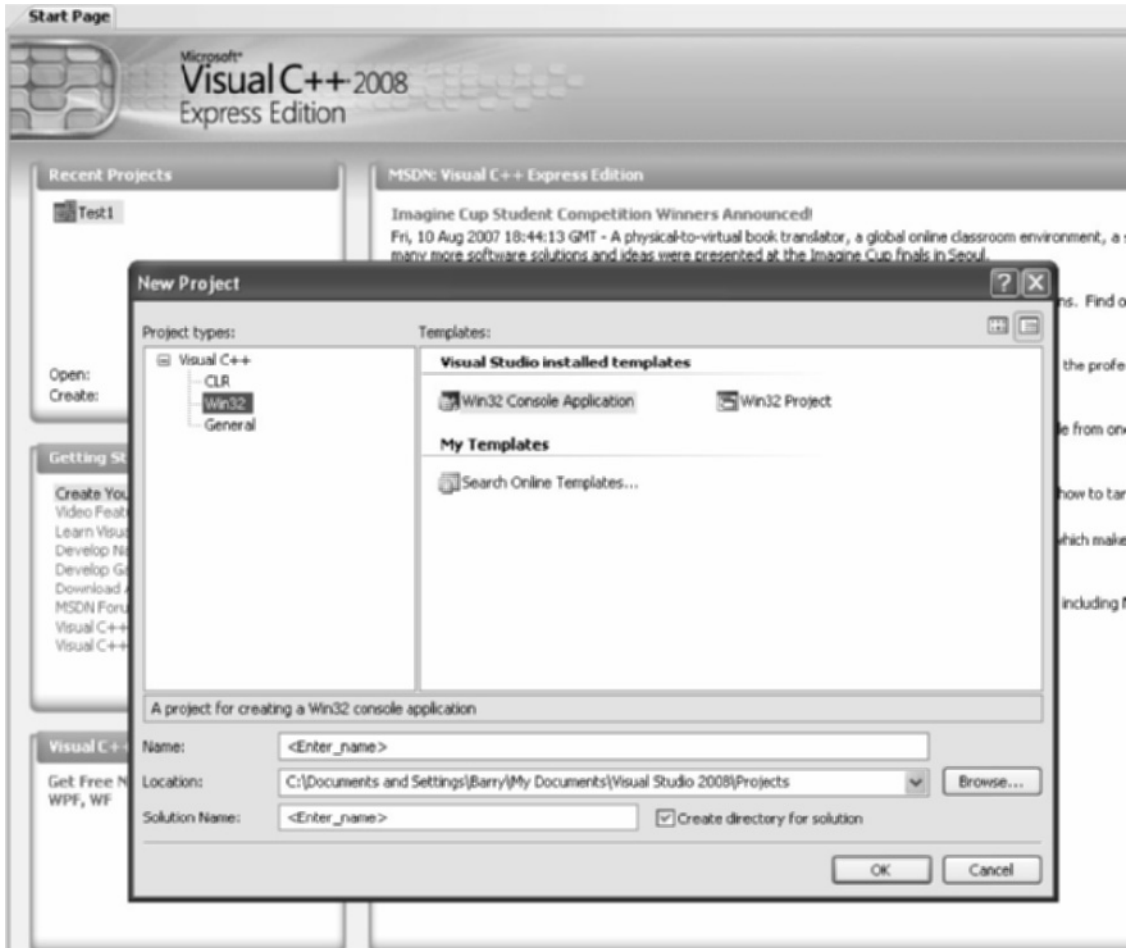 Start Page
Microsoft®
Visual C++ 2008
Express Edition
Recent Projects
Test1
Open:
Create:
Getting St
Create You
Video Feat
Learn Visua
Develop Na
Develop Ga
Download A
MSDN Foru
Visual C++
Visual C++
Visual C++
Get Free N
WPF, WF
MSDN: Visual C++ Express Edition
Imagine Cup Student Competition Winners Announced!
Fri, 10 Aug 2007 18:44:13 GMT - A physical-to-virtual book translator, a global online classroom environment, a s
many more software solutions and ideas were presented at the Imagine Cup finals in Seoul.
ns. Find o
the profe
le from one
how to tar
which make
including
New Project
Project types:
Visual C++
CLR
Win32
General
Templates:
Visual Studio installed templates
Win32 Console Application
Win32 Project
My Templates
Search Online Templates...
A project for creating a Win32 console application
Name:
<Enter_name>
Location:
C:\Documents and Settings\Barry\My Documents\Visual Studio 2008\Projects
Browse...
Solution Name:
<Enter_name>
Create directory for solution
OK
Cancel